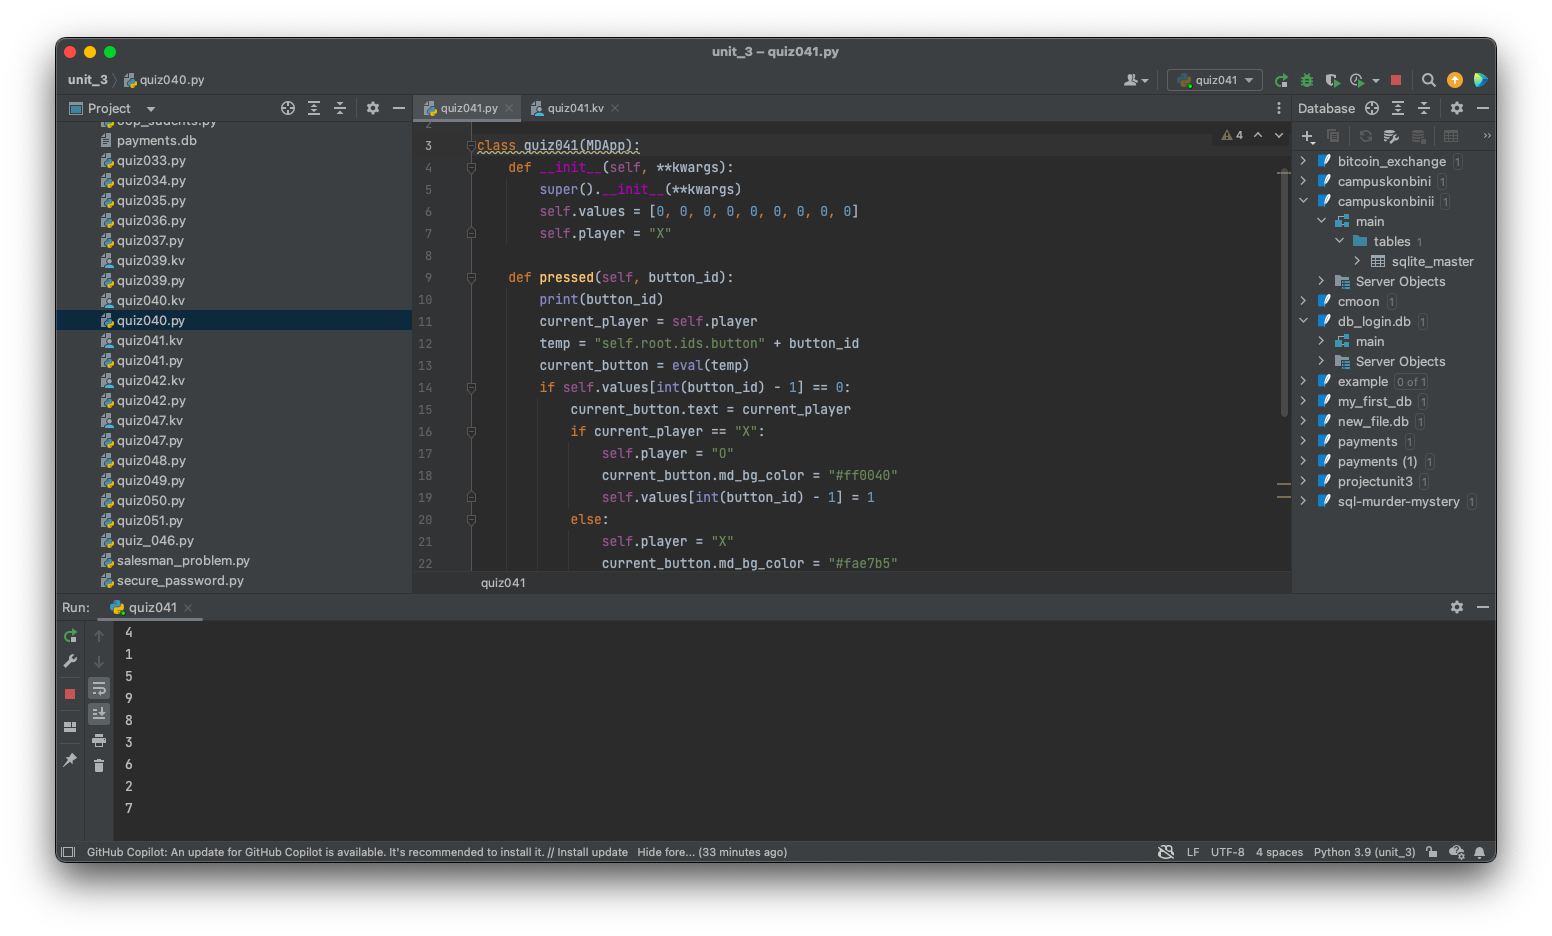 unit_3 – quiz041.py
unit_3 quiz040.py
quiz041
Project
quiz041.py
quiz041.kv
Database
payments.db
quiz033.py
quiz034.py
quiz035.py
quiz036.py
quiz037.py
quiz039.kv
quiz039.py
quiz040.kv
quiz040.py
quiz041.kv
quiz041.py
quiz042.kv
quiz042.py
quiz047.kv
quiz047.py
quiz048.py
quiz049.py
quiz050.py
quiz051.py
quiz_046.py
salesman_problem.py
secure_password.py
4
2
3 class quiz041(MDApp):
4 def __init__(self, **kwargs):
5 super().__init__(**kwargs)
6 self.values = [0, 0, 0, 0, 0, 0, 0, 0, 0]
7 self.player = "X"
8
9 def pressed(self, button_id):
10 print(button_id)
11 current_player = self.player
12 temp = "self.root.ids.button" + button_id
13 current_button = eval(temp)
14 if self.values[int(button_id) - 1] == 0:
15 current_button.text = current_player
16 if current_player == "X":
17 self.player = "O"
18 current_button.md_bg_color = "#ff0040"
19 self.values[int(button_id) - 1] = 1
20 else:
21 self.player = "X"
22 current_button.md_bg_color = "#fae7b5"
quiz041
bitcoin_exchange 1
campuskonbini 1
campuskonbinii 1
main
tables 1
sqlite_master
Server Objects
cmoon 1
db_login.db 1
main
Server Objects
example 0 of 1
my_first_db 1
new_file.db 1
payments 1
payments (1) 1
projectunit3 1
sql-murder-mystery 1
Run: quiz041
4
1
5
9
8
3
6
2
7
GitHub Copilot: An update for GitHub Copilot is available. It's recommended to install it. // Install update Hide fore... (33 minutes ago)
LF UTF-8 4 spaces Python 3.9 (unit_3)